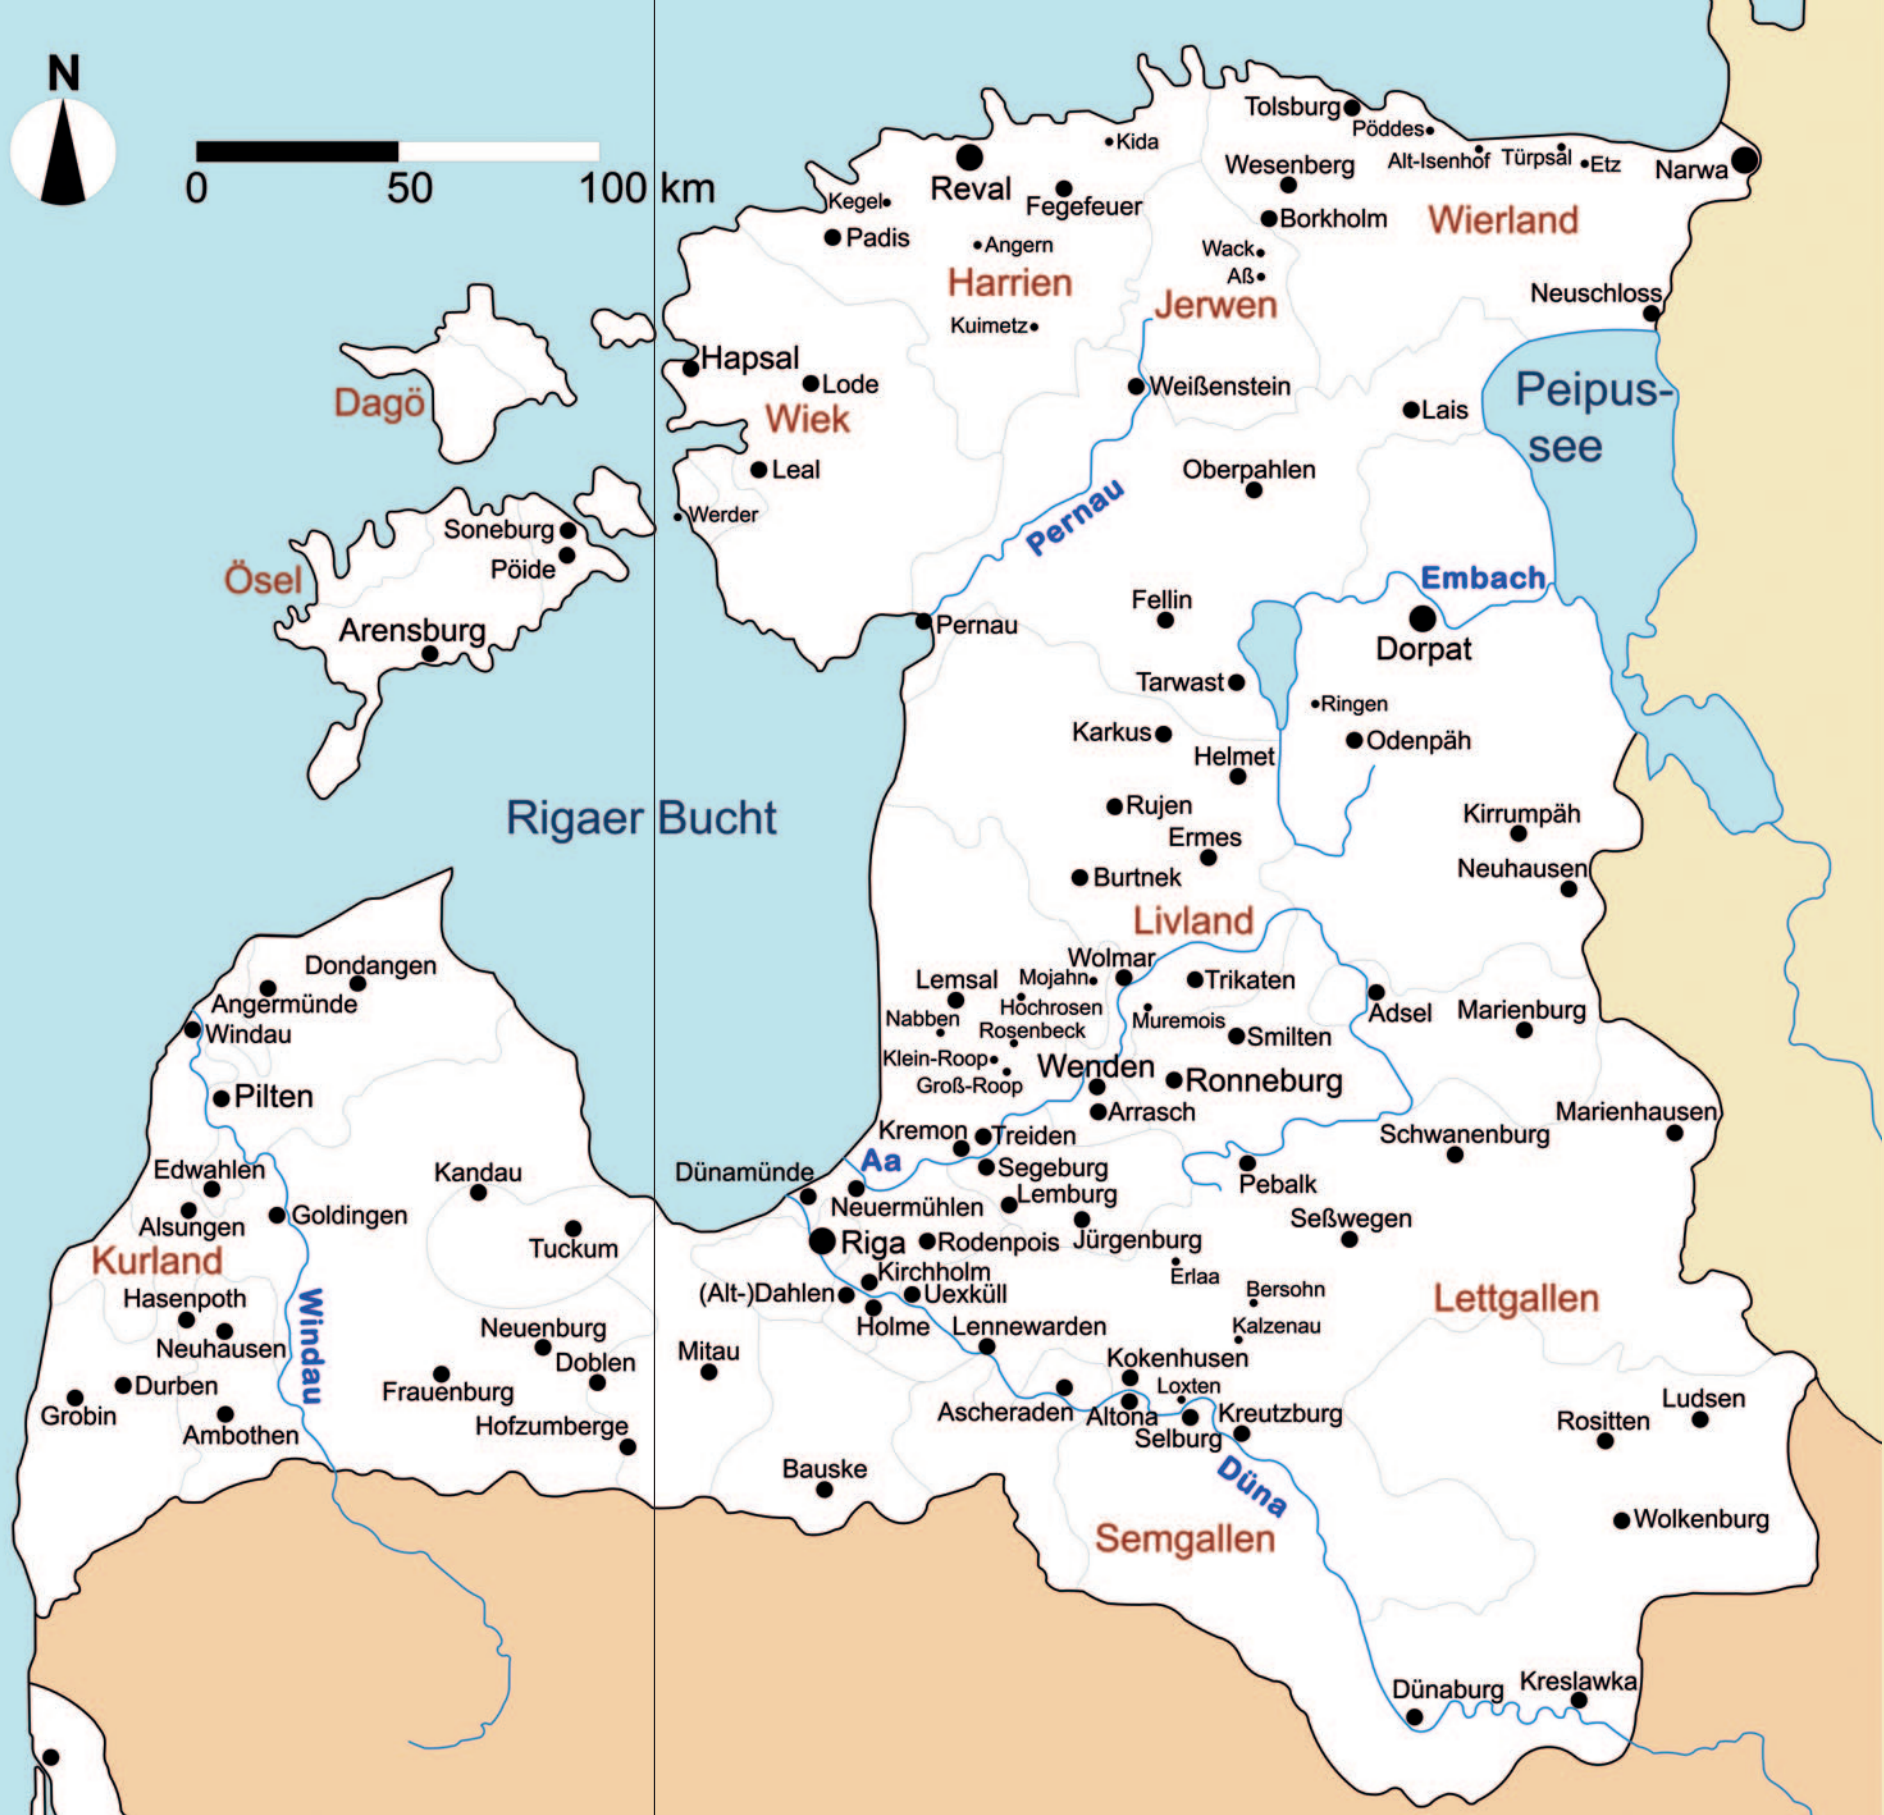 N
0 50 100 km
Tolsburg
Pöddes
Kida
Alt-Isenhof
Türpsal
Etz
Narwa
Wesenberg
Reval
Fegefeuer
Kegel
Borkholm
Wierland
Padis
Angern
Wack
Aß
Harrien
Jerwen
Neuschloss
Kuimetz
Hapsal
Lode
Weißenstein
Peipus-
see
Dagö
Wiek
Lais
Leal
Oberpahlen
Werder
Pernau
Soneburg
Pöide
Ösel
Embach
Arensburg
Fellin
Pernau
Dorpat
Tarwast
Ringen
Karkus
Odenpäh
Helmet
Rigaer Bucht
Rujen
Kirrumpäh
Ermes
Burtnek
Neuhausen
Livland
Dondangen
Wolmar
Lemsal
Mojahn
Trikaten
Angermünde
Hochrosen
Adsel
Marienburg
Nabben
Muremois
Windau
Rosenbeck
Smilten
Klein-Roop
Wenden
Groß-Roop
Ronneburg
Pilten
Arrasch
Marienhausen
Kremon
Treiden
Schwanenburg
Aa
Edwahlen
Kandau
Dünamünde
Segeburg
Pebalk
Lemburg
Neuermühlen
Goldingen
Alsungen
Seßwegen
Tuckum
Riga
Rodenpois
Jürgenburg
Kurland
Kirchholm
Erlaa
(Alt-)Dahlen
Uexküll
Bersohn
Lettgallen
Hasenpoth
Holme
Lennewarden
Kalzenau
Neuenburg
Neuhausen
Windau
Mitau
Doblen
Kokenhusen
Durben
Frauenburg
Loxten
Ludsen
Grobin
Ascheraden
Altona
Kreutzburg
Rositten
Ambothen
Hofzumberge
Selburg
Bauske
Düna
Wolkenburg
Semgallen
Dünaburg
Kreslawka